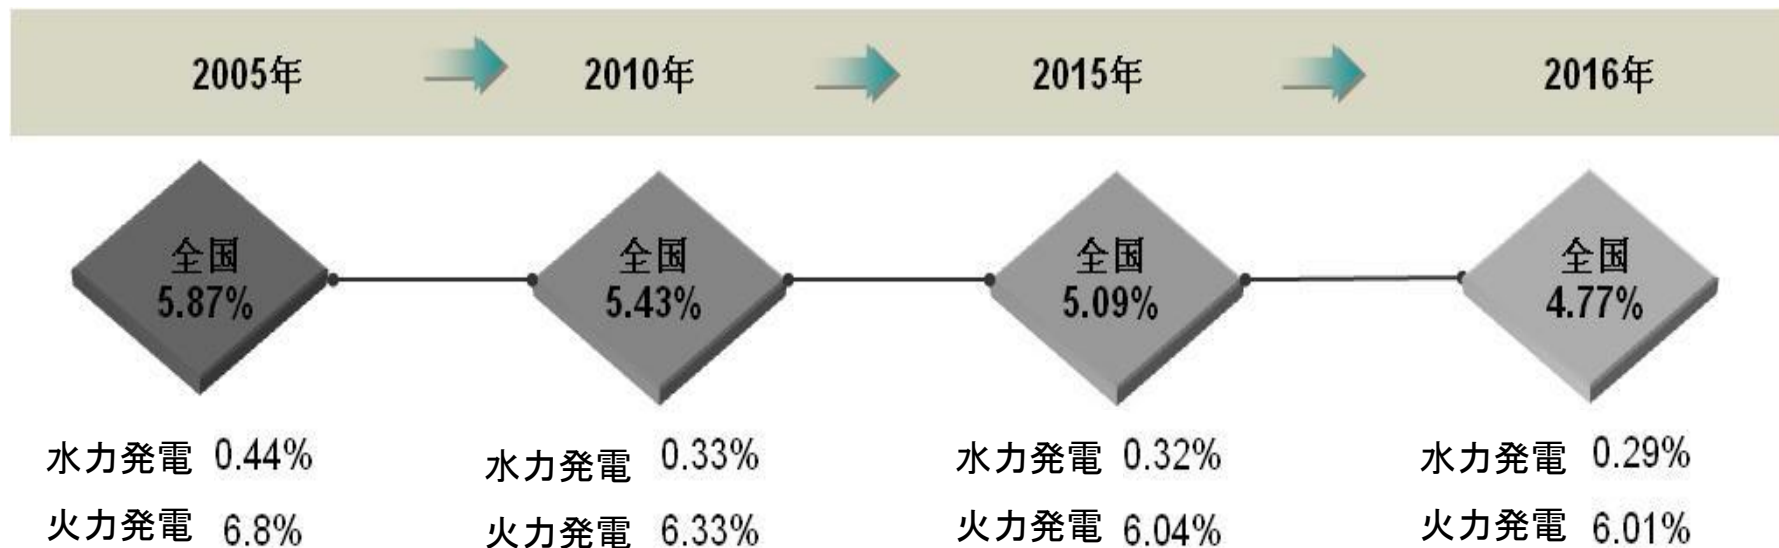 2005年 2010年 2015年 2016年
全国
5.87%
全国
5.43%
全国
5.09%
全国
4.77%
水力発電 0.44% 水力発電 0.33% 水力発電 0.32% 水力発電 0.29%
火力発電 6.8% 火力発電 6.33% 火力発電 6.04% 火力発電 6.01%